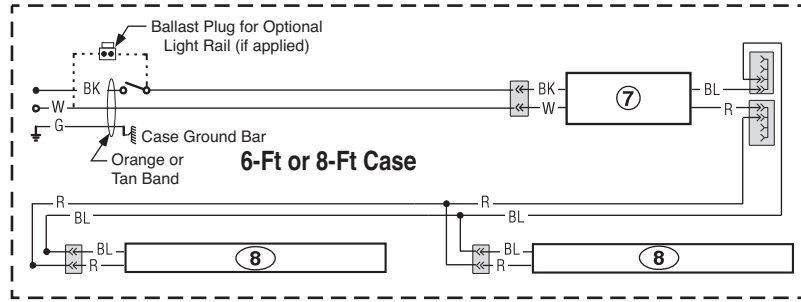 Ballast Plug for Optional
Light Rail (if applied)
BK
BK
BL
W
W
7
R
G
Case Ground Bar
Orange or
Tan Band
6-Ft or 8-Ft Case
R
R
BL
BL
BL
R
8
BL
R
8